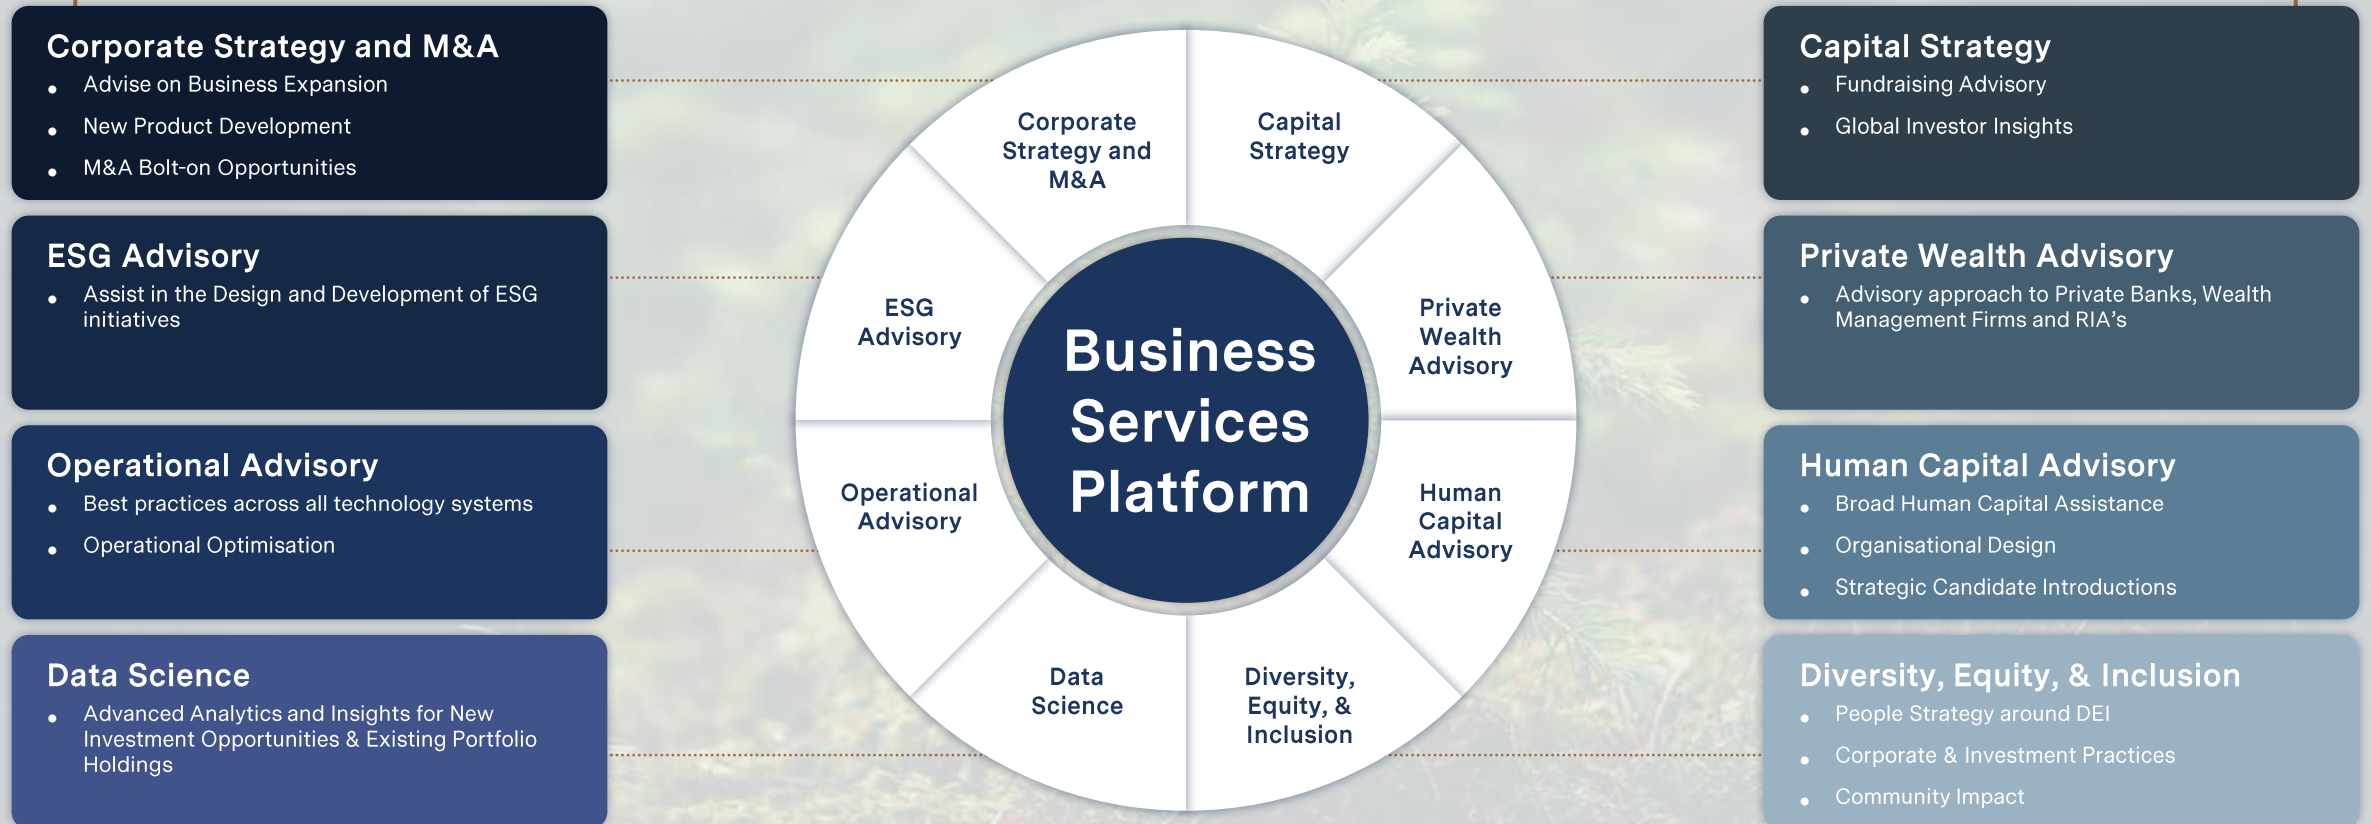 Corporate Strategy and M&A
• Advise on Business Expansion
• New Product Development
• M&A Bolt-on Opportunities
ESG Advisory
• Assist in the Design and Development of ESG
initiatives
Operational Advisory
• Best practices across all technology systems
• Operational Optimisation
Data Science
• Advanced Analytics and Insights for New
Investment Opportunities & Existing Portfolio
Holdings
Corporate
Strategy and
M&A
Capital
Strategy
ESG
Advisory
Private
Wealth
Advisory
Business
Services
Platform
Operational
Advisory
Human
Capital
Advisory
Data
Science
Diversity,
Equity, &
Inclusion
Capital Strategy
• Fundraising Advisory
• Global Investor Insights
Private Wealth Advisory
• Advisory approach to Private Banks, Wealth
Management Firms and RIA’s
Human Capital Advisory
• Broad Human Capital Assistance
• Organisational Design
• Strategic Candidate Introductions
Diversity, Equity, & Inclusion
• People Strategy around DEI
• Corporate & Investment Practices
• Community Impact